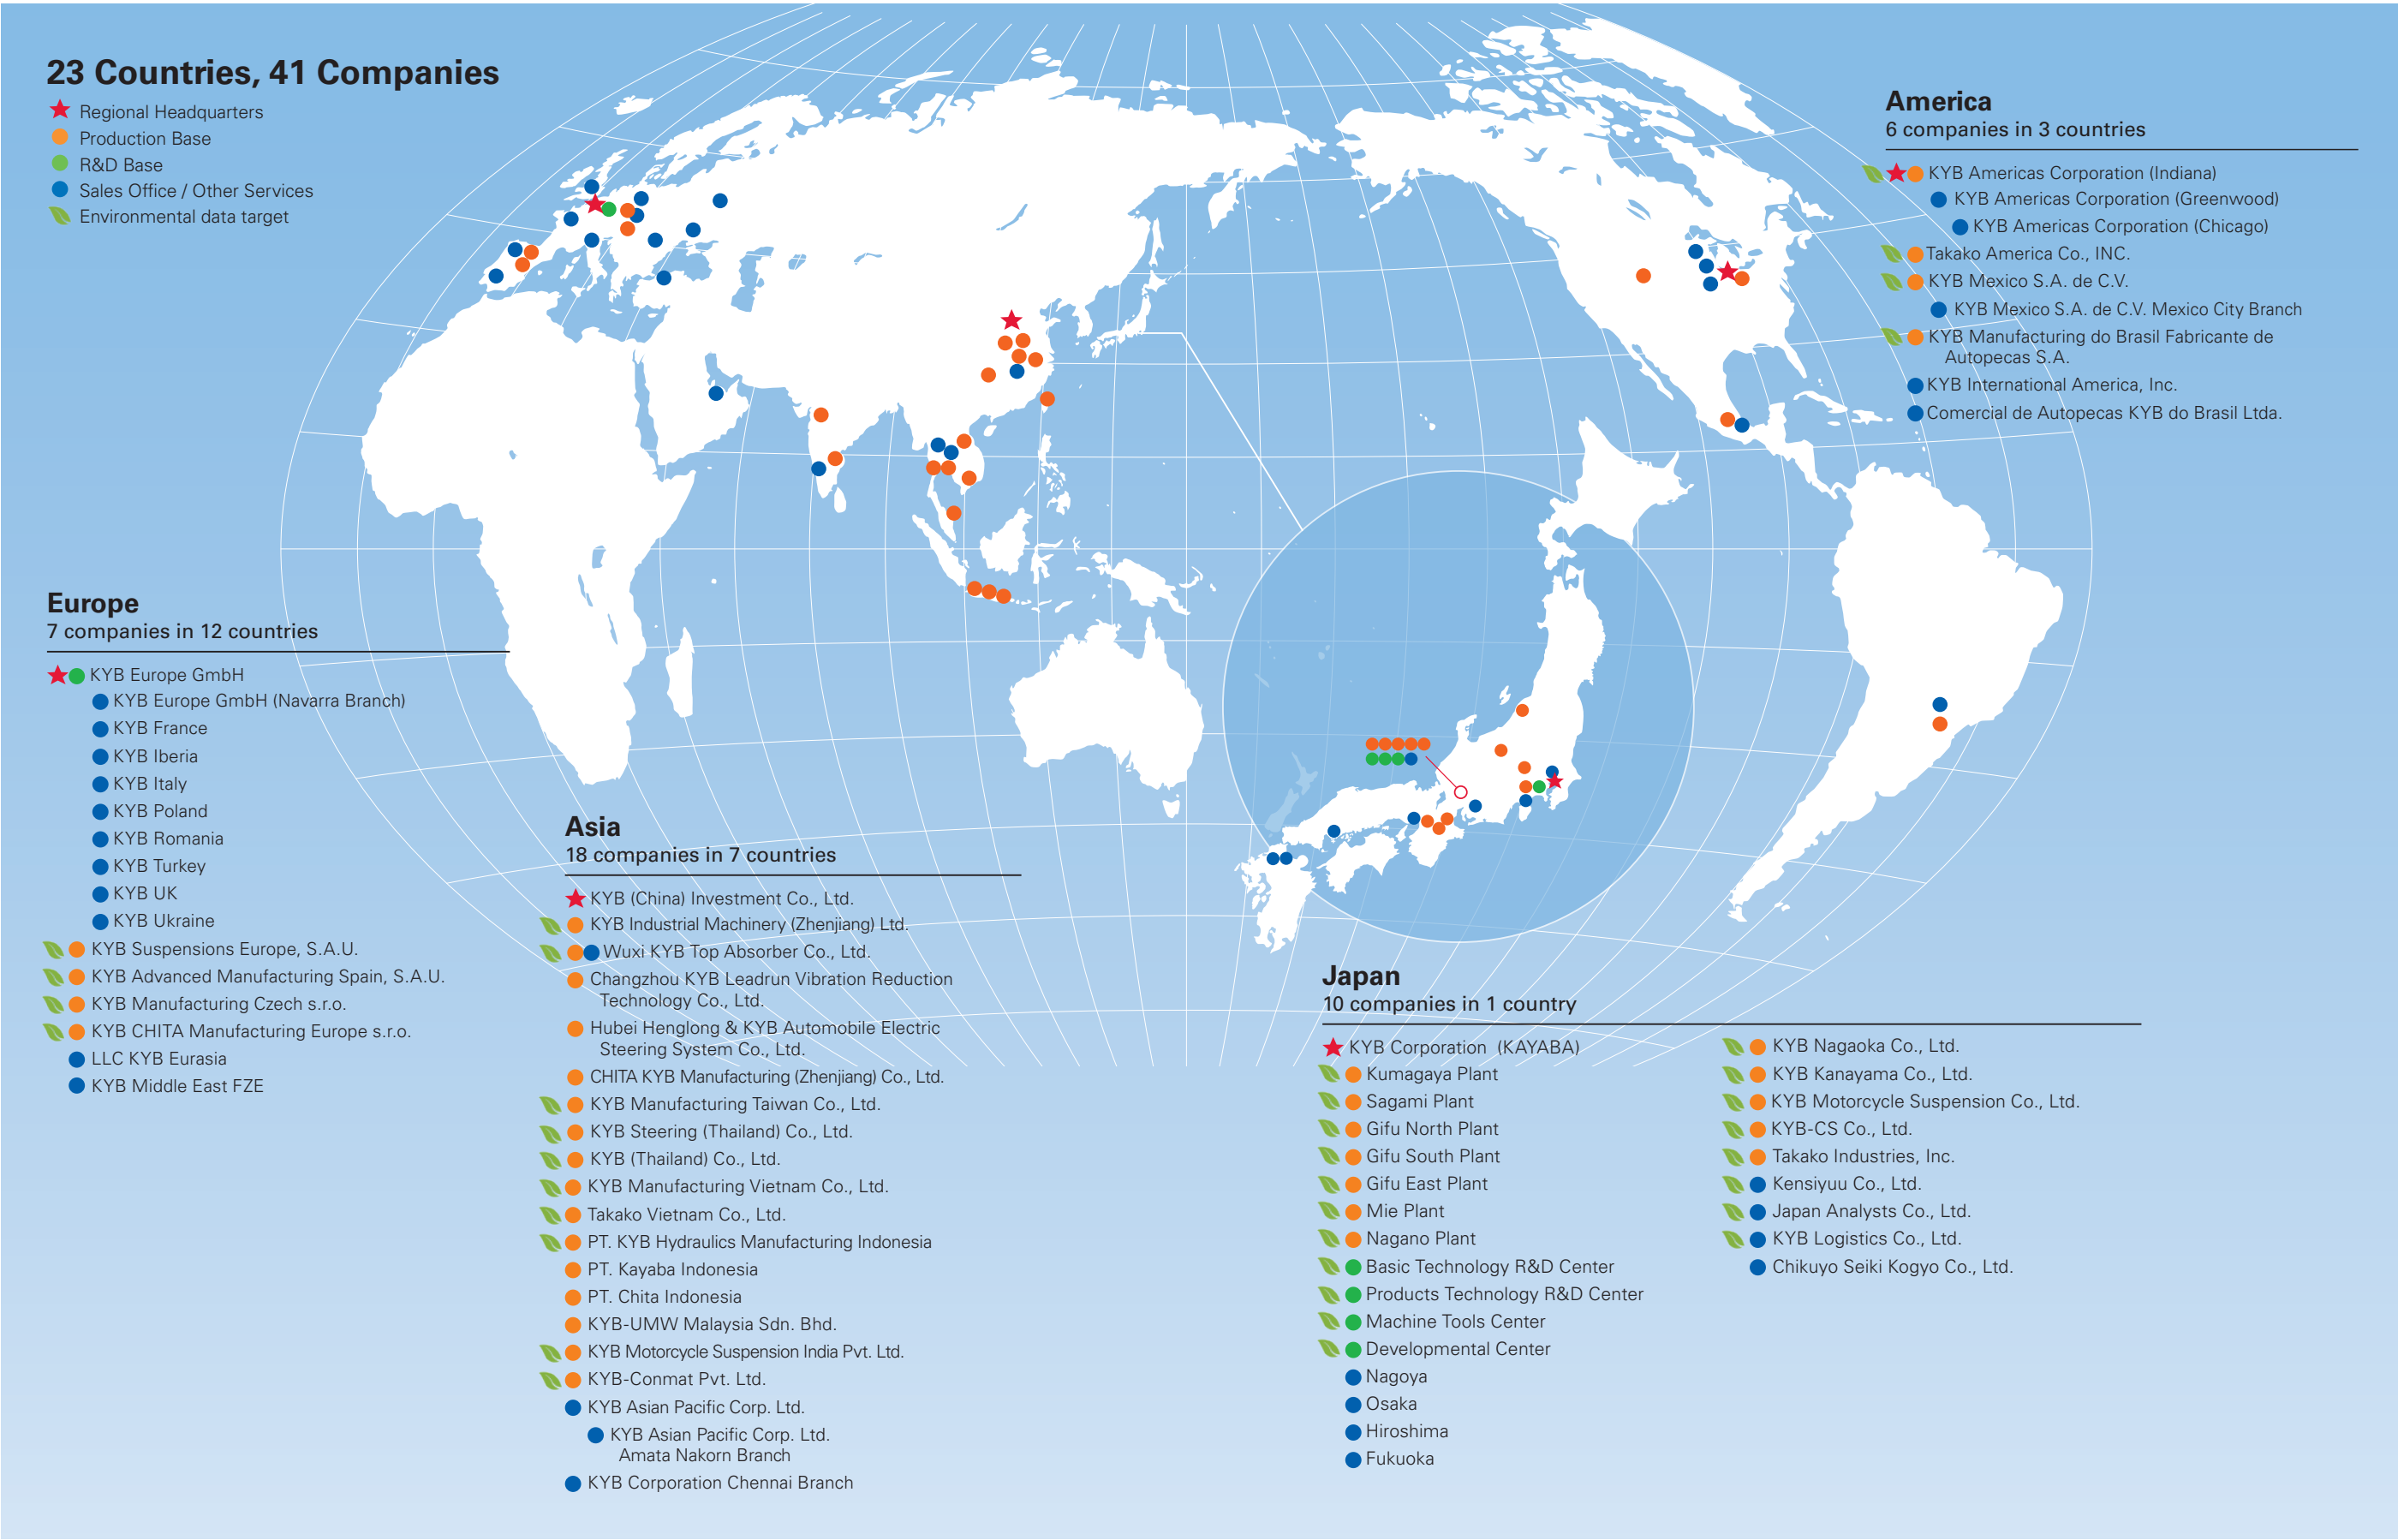 23 Countries, 41 Companies
Regional Headquarters
Production Base
R&D Base
Sales Office / Other Services
Environmental data target
America
6 companies in 3 countries
KYB Americas Corporation (Indiana)
KYB Americas Corporation (Greenwood)
KYB Americas Corporation (Chicago)
Takako America Co., INC.
KYB Mexico S.A. de C.V.
KYB Mexico S.A. de C.V. Mexico City Branch
KYB Manufacturing do Brasil Fabricante de
Autopecas S.A.
KYB International America, Inc.
Comercial de Autopecas KYB do Brasil Ltda.
Europe
7 companies in 12 countries
KYB Europe GmbH
KYB Europe GmbH (Navarra Branch)
KYB France
KYB Iberia
KYB Italy
KYB Poland
KYB Romania
KYB Turkey
KYB UK
KYB Ukraine
KYB Suspensions Europe, S.A.U.
KYB Advanced Manufacturing Spain, S.A.U.
KYB Manufacturing Czech s.r.o.
KYB CHITA Manufacturing Europe s.r.o.
LLC KYB Eurasia
KYB Middle East FZE
Asia
18 companies in 7 countries
KYB (China) Investment Co., Ltd.
KYB Industrial Machinery (Zhenjiang) Ltd.
Wuxi KYB Top Absorber Co., Ltd.
Changzhou KYB Leadrun Vibration Reduction
Technology Co., Ltd.
Hubei Henglong & KYB Automobile Electric
Steering System Co., Ltd.
CHITA KYB Manufacturing (Zhenjiang) Co., Ltd.
KYB Manufacturing Taiwan Co., Ltd.
KYB Steering (Thailand) Co., Ltd.
KYB (Thailand) Co., Ltd.
KYB Manufacturing Vietnam Co., Ltd.
Takako Vietnam Co., Ltd.
PT. KYB Hydraulics Manufacturing Indonesia
PT. Kayaba Indonesia
PT. Chita Indonesia
KYB-UMW Malaysia Sdn. Bhd.
KYB Motorcycle Suspension India Pvt. Ltd.
KYB-Conmat Pvt. Ltd.
KYB Asian Pacific Corp. Ltd.
KYB Asian Pacific Corp. Ltd.
Amata Nakorn Branch
KYB Corporation Chennai Branch
Japan
10 companies in 1 country
KYB Corporation (KAYABA)
Kumagaya Plant
Sagami Plant
Gifu North Plant
Gifu South Plant
Gifu East Plant
Mie Plant
Nagano Plant
Basic Technology R&D Center
Products Technology R&D Center
Machine Tools Center
Developmental Center
Nagoya
Osaka
Hiroshima
Fukuoka
KYB Nagaoka Co., Ltd.
KYB Kanayama Co., Ltd.
KYB Motorcycle Suspension Co., Ltd.
KYB-CS Co., Ltd.
Takako Industries, Inc.
Kensiyuu Co., Ltd.
Japan Analysts Co., Ltd.
KYB Logistics Co., Ltd.
Chikuyo Seiki Kogyo Co., Ltd.